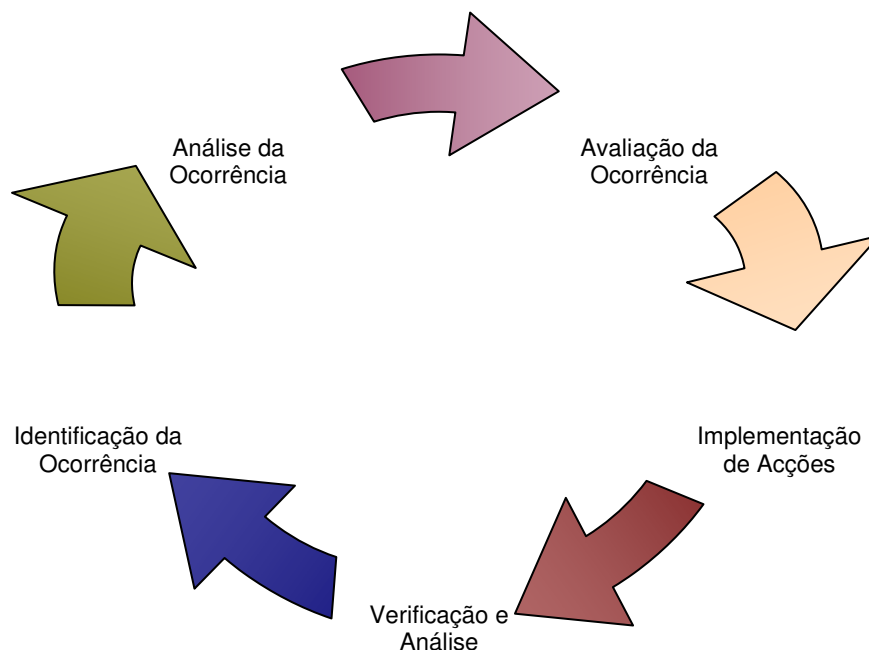 Análise da
Ocorrência
Avaliação da
Ocorrência
Identificação da
Ocorrência
Implementação
de Acções
Verificação e
Análise